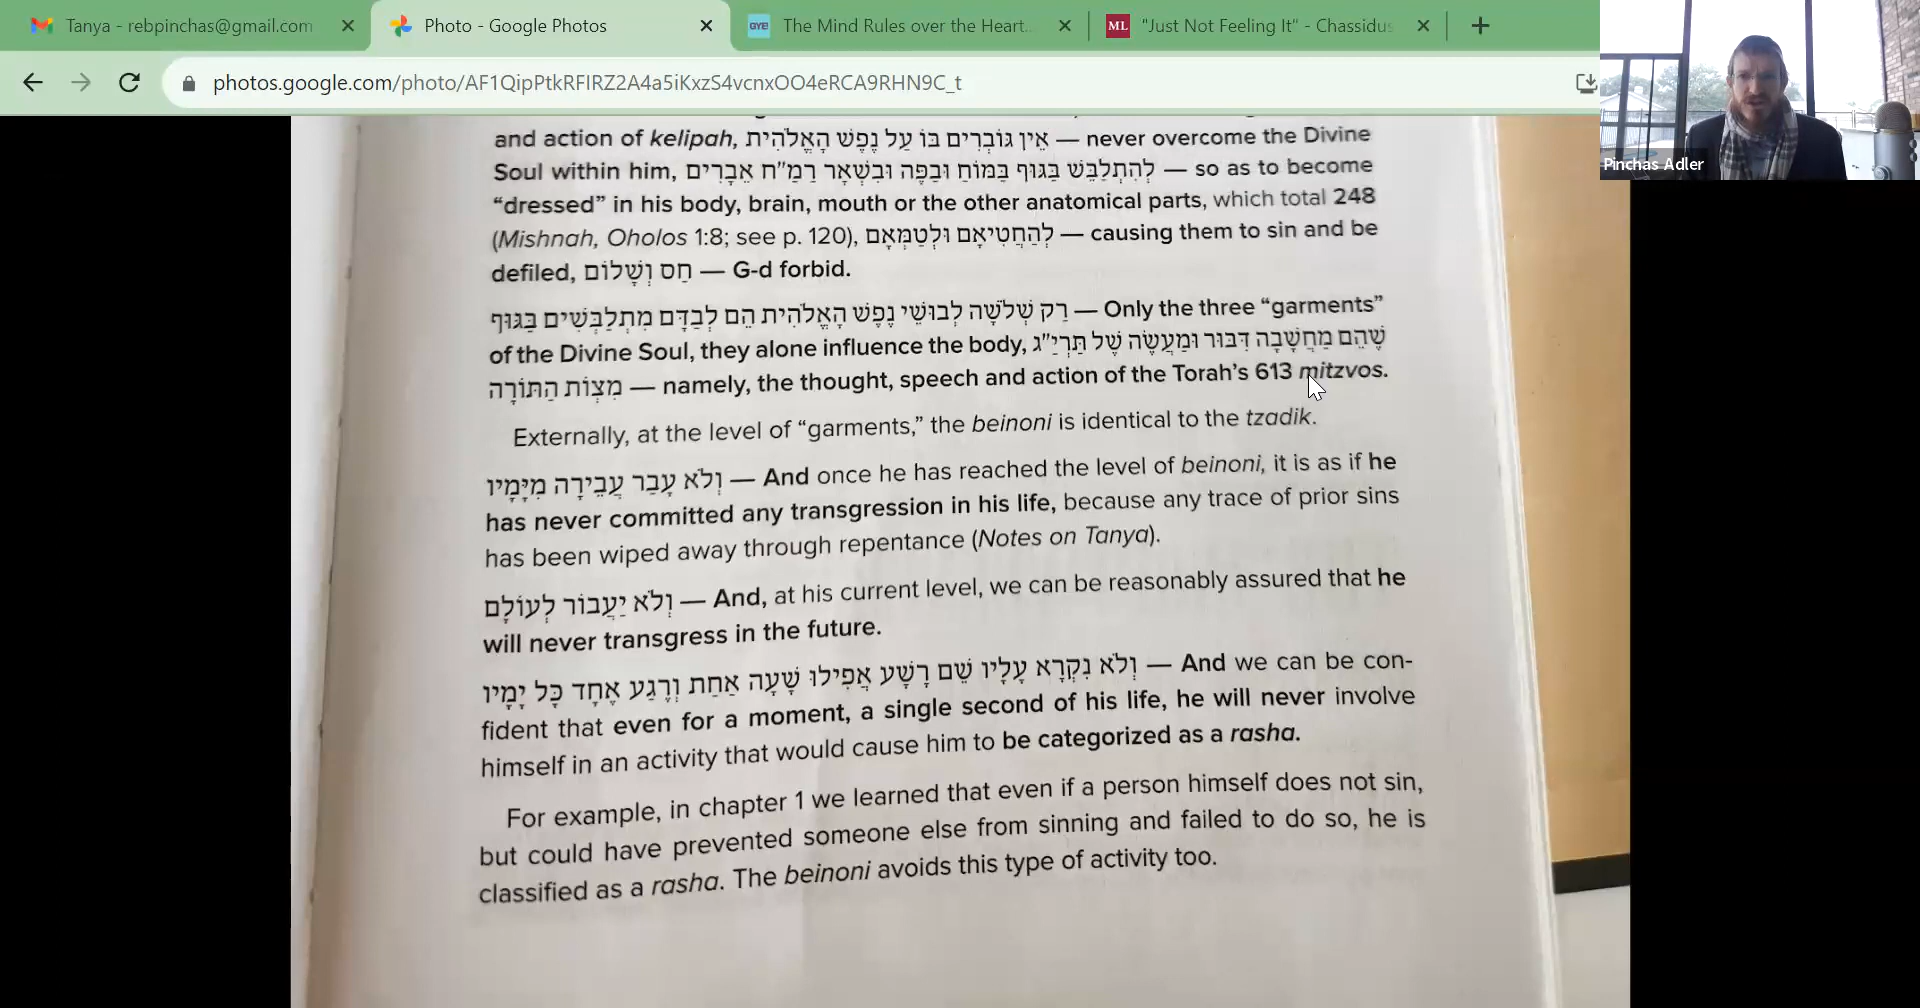 Tanya - rebpinchas@gmail.com
Photo - Google Photos
GYE The Mind Rules over the Heart
ML "Just Not Feeling It" - Chassidus
photos.google.com/photo/AF1QipPtkRFIRZ2A4a5iKxzS4vcnxOO4eRCA9RHN9C_t
Pinchas Adler
and action of kelipah, אֵין גּוֹבְרִים בּוֹ עַל נֶפֶשׁ הָאֱלֹהִית — never overcome the Divine
Soul within him, לְהִתְלַבֵּשׁ בַּגּוּף בַּמּוֹחַ וּבַפֶּה וּבִשְׁאָר רַמַ״ח אֵבָרִים — so as to become
“dressed” in his body, brain, mouth or the other anatomical parts, which total 248
(Mishnah, Oholos 1:8; see p. 120), לְהַחֲטִיאָם וּלְטַמְּאָם — causing them to sin and be
defiled, חַס וְשָׁלוֹם — G-d forbid.
רַק שְׁלֹשָׁה לְבוּשֵׁי נֶפֶשׁ הָאֱלֹהִית הֵם לְבַדָּם מִתְלַבְּשִׁים בַּגּוּף — Only the three “garments”
of the Divine Soul, they alone influence the body, שֶׁהֵם מַחֲשָׁבָה דִּבּוּר וּמַעֲשֶׂה שֶׁל תַּרְיַ״ג
מִצְוֹת הַתּוֹרָה — namely, the thought, speech and action of the Torah’s 613 mitzvos.
Externally, at the level of “garments,” the beinoni is identical to the tzadik.
וְלֹא עָבַר עֲבֵירָה מִיָּמָיו — And once he has reached the level of beinoni, it is as if he
has never committed any transgression in his life, because any trace of prior sins
has been wiped away through repentance (Notes on Tanya).
וְלֹא יַעֲבוֹר לְעוֹלָם — And, at his current level, we can be reasonably assured that he
will never transgress in the future.
וְלֹא נִקְרָא עָלָיו שֵׁם רָשָׁע אֲפִילוּ שָׁעָה אַחַת וְרֶגַע אֶחָד כָּל יָמָיו — And we can be con-
fident that even for a moment, a single second of his life, he will never involve
himself in an activity that would cause him to be categorized as a rasha.
For example, in chapter 1 we learned that even if a person himself does not sin,
but could have prevented someone else from sinning and failed to do so, he is
classified as a rasha. The beinoni avoids this type of activity too.